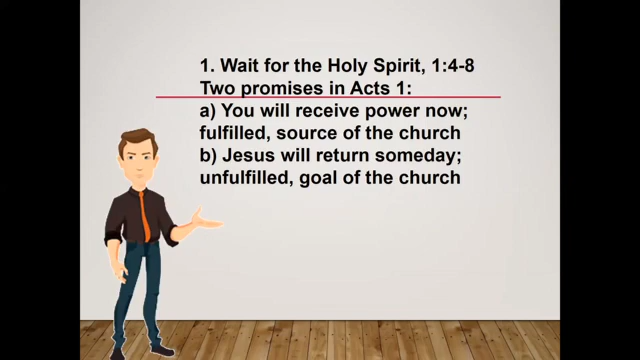 1. Wait for the Holy Spirit, 1:4-8
Two promises in Acts 1:
a) You will receive power now;
fulfilled, source of the church
b) Jesus will return someday;
unfulfilled, goal of the church